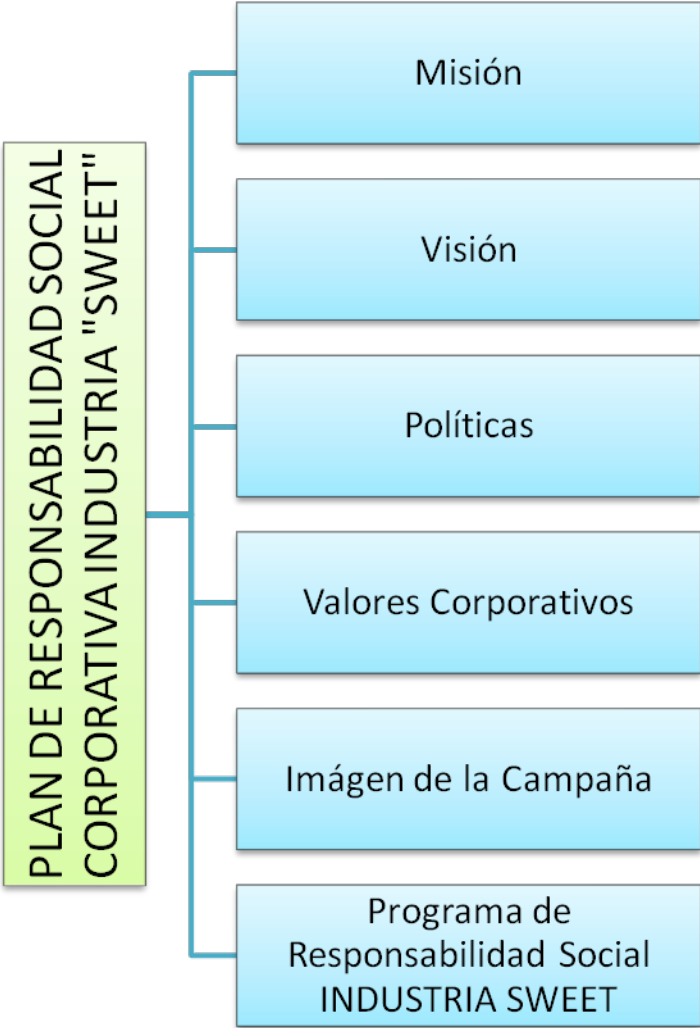 PLAN DE RESPONSABILIDAD SOCIAL
CORPORATIVA INDUSTRIA "SWEET"
Misión
Visión
Políticas
Valores Corporativos
Imágen de la Campaña
Programa de
Responsabilidad Social
INDUSTRIA SWEET